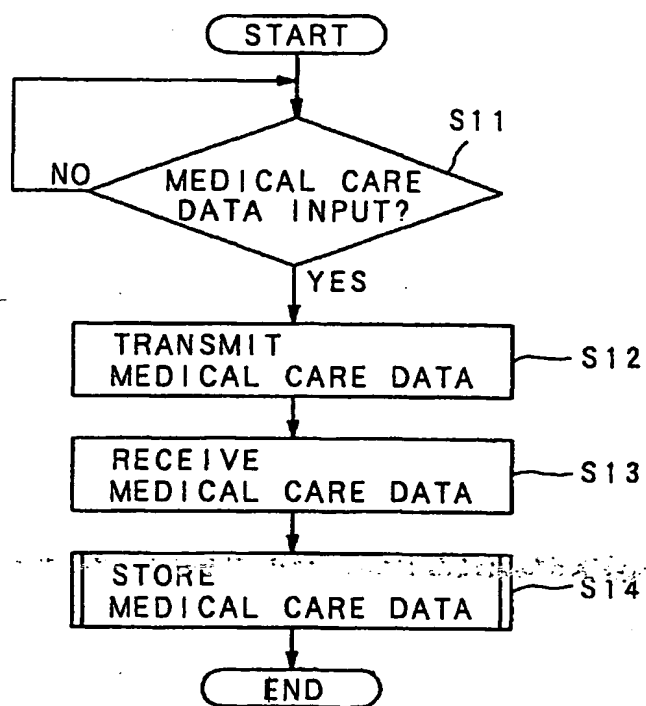 START
S11
NO
MEDICAL CARE
DATA INPUT?
YES
TRANSMIT
MEDICAL CARE DATA
S12
RECEIVE
MEDICAL CARE DATA
S13
STORE
MEDICAL CARE DATA
S14
END